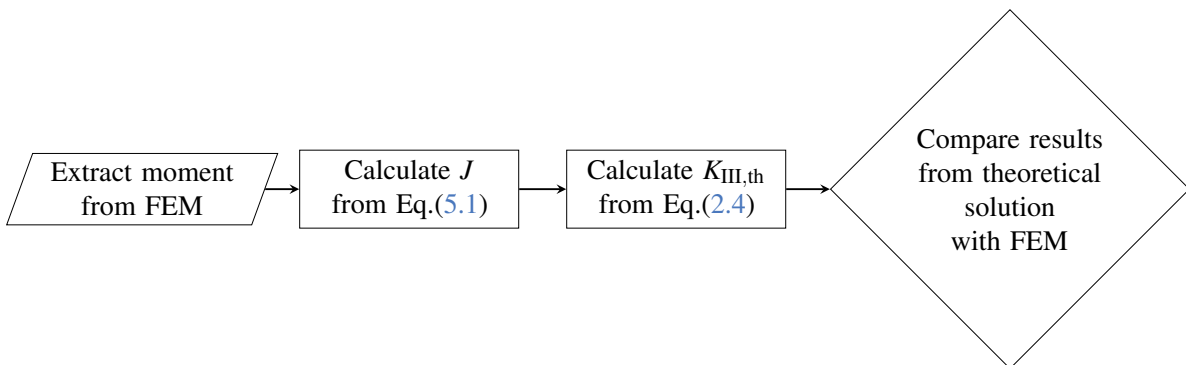 Extract moment
from FEM
Calculate J
from Eq.(5.1)
Calculate K_III,th
from Eq.(2.4)
Compare results
from theoretical
solution
with FEM